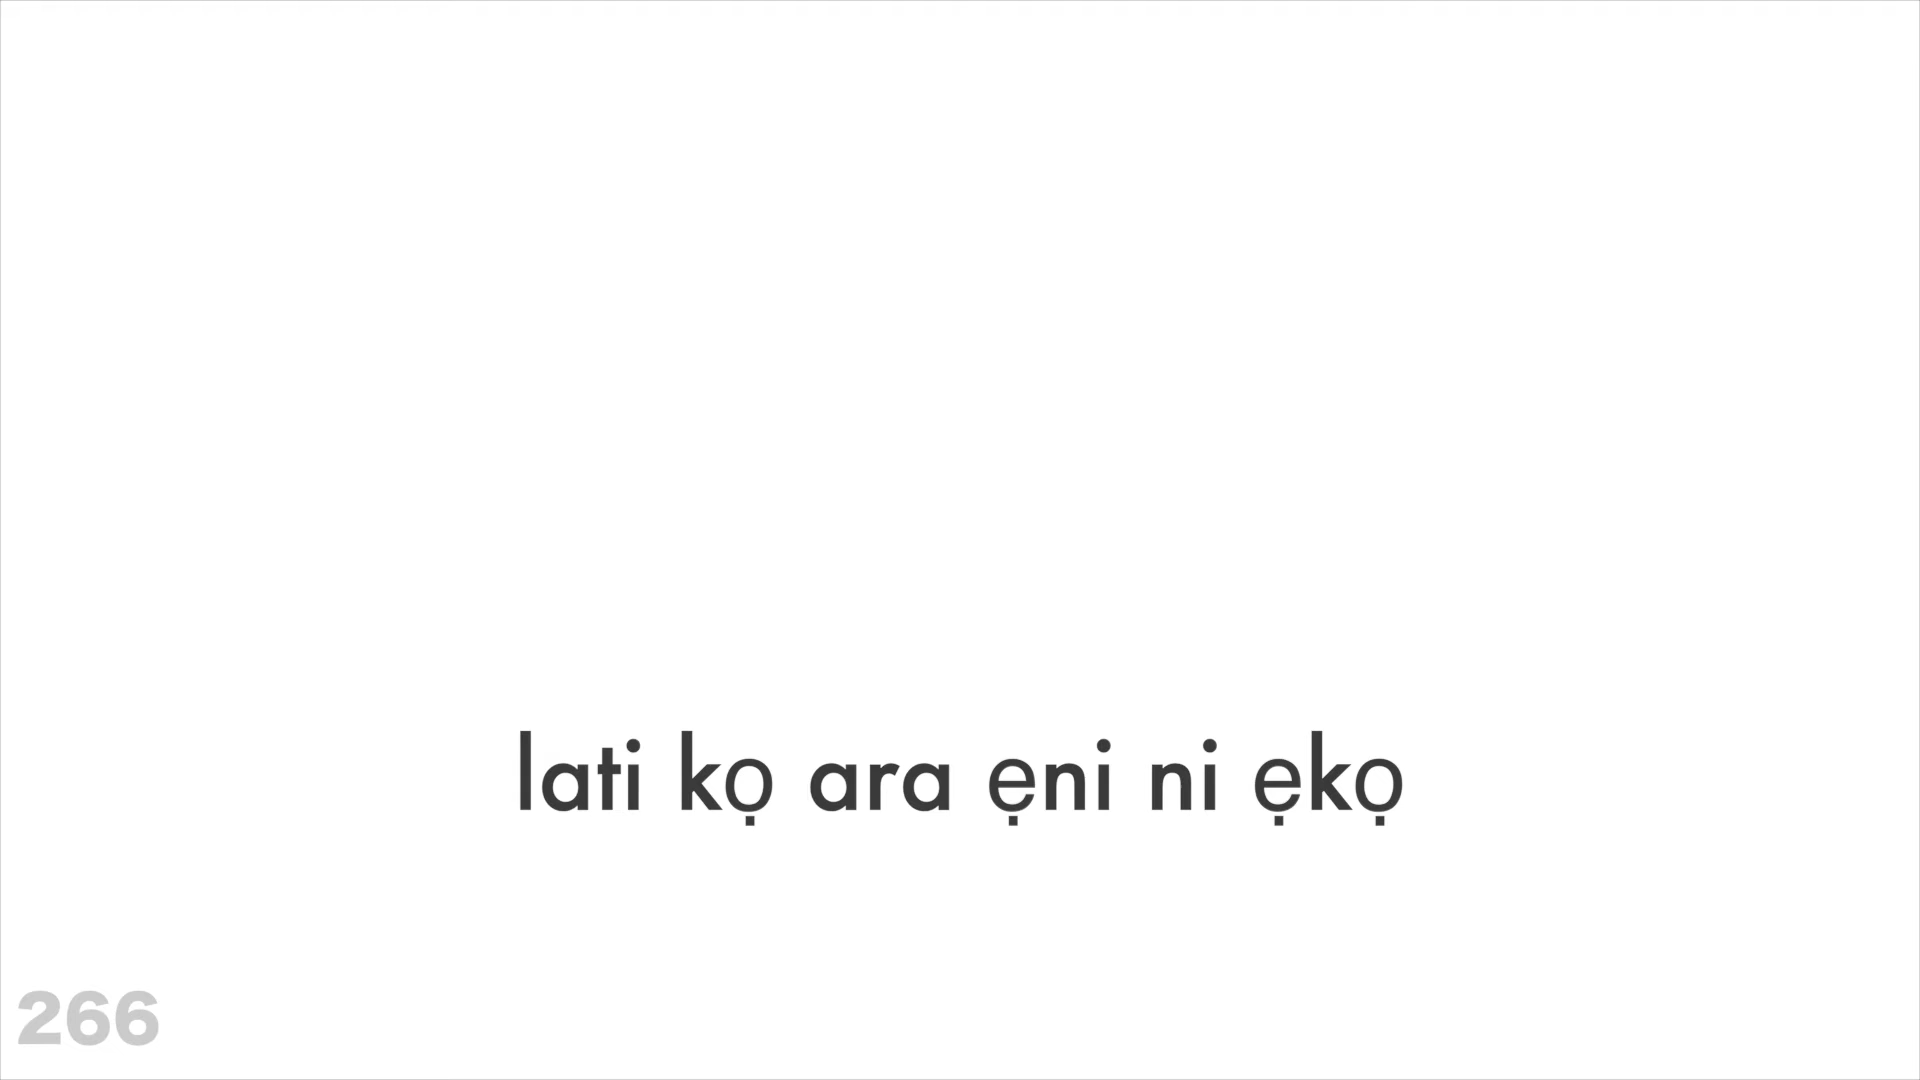 lati kọ ara ẹni ni ẹkọ
266